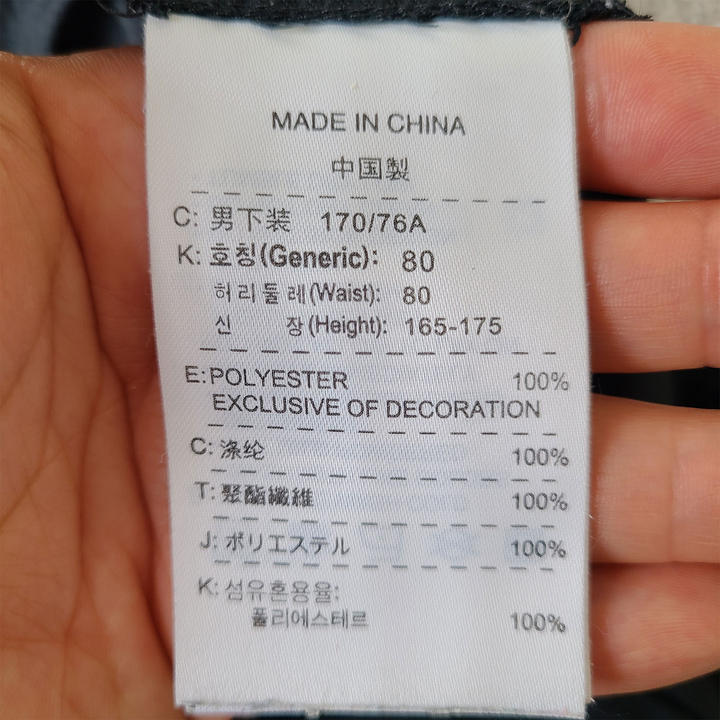 MADE IN CHINA
中国製
C: 男下装 170/76A
K: 호칭(Generic): 80
허리둘레(Waist): 80
신 장(Height): 165-175
E:POLYESTER 100%
EXCLUSIVE OF DECORATION
C: 涤纶 100%
T: 聚酯纖維 100%
J: ポリエステル 100%
K: 섬유혼용율:
폴리에스테르 100%